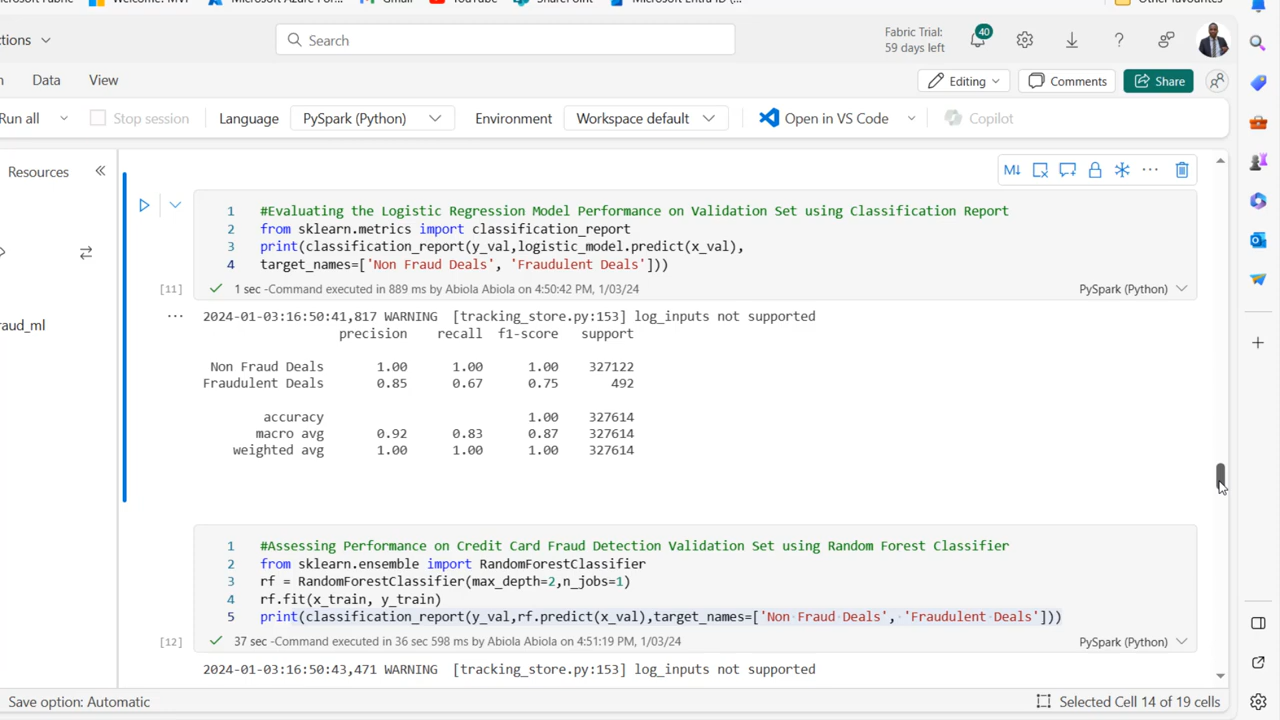 Microsoft Fabric Welcome! MVP Microsoft Azure For... Gmail YouTube SharePoint Microsoft Entra ID (... Other favourites
ctions
Search
Fabric Trial:
59 days left
40
Data View
Editing Comments Share
Run all Stop session Language PySpark (Python) Environment Workspace default Open in VS Code Copilot
Resources
raud_ml
M↓
1 #Evaluating the Logistic Regression Model Performance on Validation Set using Classification Report
2 from sklearn.metrics import classification_report
3 print(classification_report(y_val,logistic_model.predict(x_val),
4 target_names=['Non Fraud Deals', 'Fraudulent Deals']))
[11] 1 sec -Command executed in 889 ms by Abiola Abiola on 4:50:42 PM, 1/03/24 PySpark (Python)
2024-01-03:16:50:41,817 WARNING [tracking_store.py:153] log_inputs not supported
precision recall f1-score support
Non Fraud Deals 1.00 1.00 1.00 327122
Fraudulent Deals 0.85 0.67 0.75 492
accuracy 1.00 327614
macro avg 0.92 0.83 0.87 327614
weighted avg 1.00 1.00 1.00 327614
1 #Assessing Performance on Credit Card Fraud Detection Validation Set using Random Forest Classifier
2 from sklearn.ensemble import RandomForestClassifier
3 rf = RandomForestClassifier(max_depth=2,n_jobs=1)
4 rf.fit(x_train, y_train)
5 print(classification_report(y_val,rf.predict(x_val),target_names=['Non Fraud Deals', 'Fraudulent Deals']))
[12] 37 sec -Command executed in 36 sec 598 ms by Abiola Abiola on 4:51:19 PM, 1/03/24 PySpark (Python)
2024-01-03:16:50:43,471 WARNING [tracking_store.py:153] log_inputs not supported
Save option: Automatic
Selected Cell 14 of 19 cells